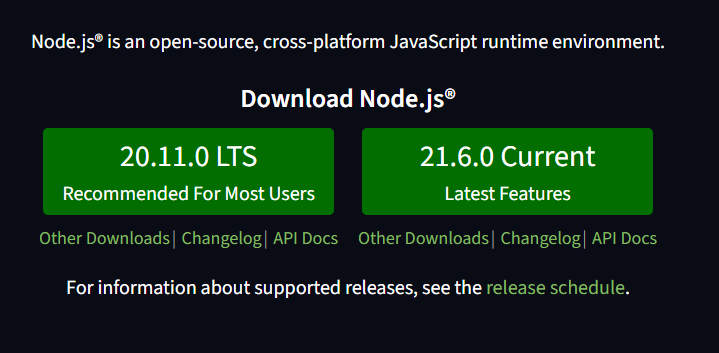 Node.js® is an open-source, cross-platform JavaScript runtime environment.
Download Node.js®
20.11.0 LTS
Recommended For Most Users
21.6.0 Current
Latest Features
Other Downloads| Changelog| API Docs
Other Downloads| Changelog| API Docs
For information about supported releases, see the release schedule.